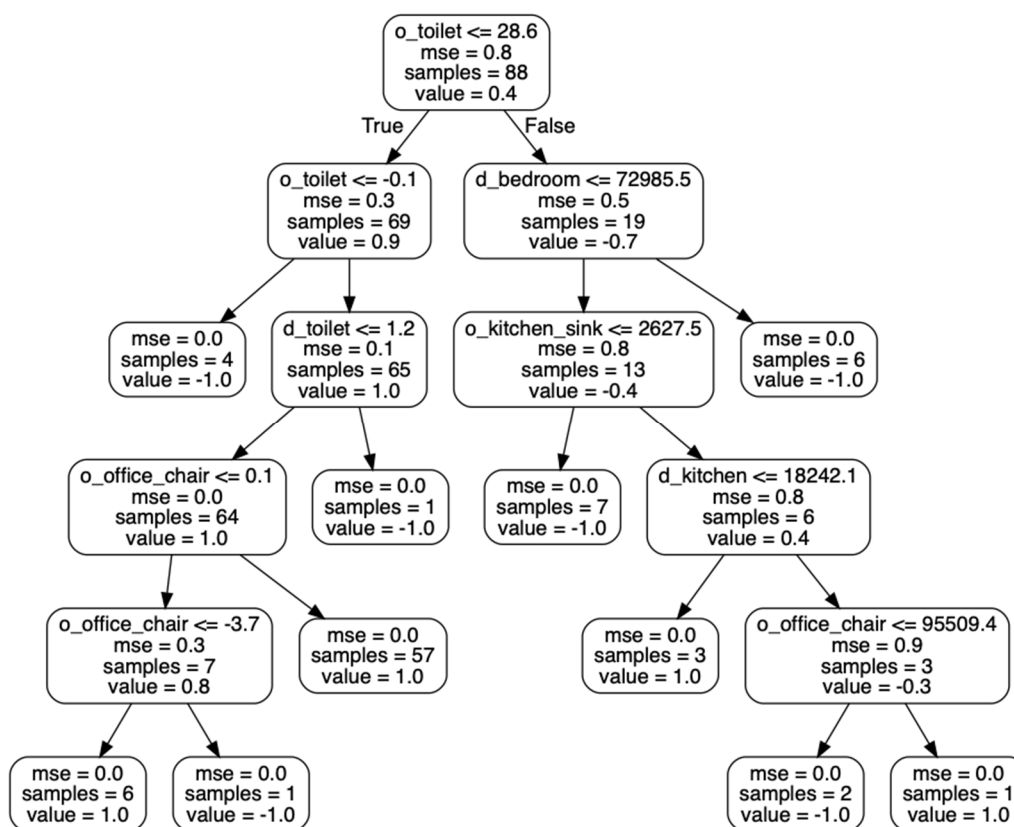 o_toilet <= 28.6
mse = 0.8
samples = 88
value = 0.4
True
False
o_toilet <= -0.1
mse = 0.3
samples = 69
value = 0.9
d_bedroom <= 72985.5
mse = 0.5
samples = 19
value = -0.7
mse = 0.0
samples = 4
value = -1.0
d_toilet <= 1.2
mse = 0.1
samples = 65
value = 1.0
o_kitchen_sink <= 2627.5
mse = 0.8
samples = 13
value = -0.4
mse = 0.0
samples = 6
value = -1.0
o_office_chair <= 0.1
mse = 0.0
samples = 64
value = 1.0
mse = 0.0
samples = 1
value = -1.0
mse = 0.0
samples = 7
value = -1.0
d_kitchen <= 18242.1
mse = 0.8
samples = 6
value = 0.4
o_office_chair <= -3.7
mse = 0.3
samples = 7
value = 0.8
mse = 0.0
samples = 57
value = 1.0
mse = 0.0
samples = 3
value = 1.0
o_office_chair <= 95509.4
mse = 0.9
samples = 3
value = -0.3
mse = 0.0
samples = 6
value = 1.0
mse = 0.0
samples = 1
value = -1.0
mse = 0.0
samples = 2
value = -1.0
mse = 0.0
samples = 1
value = 1.0